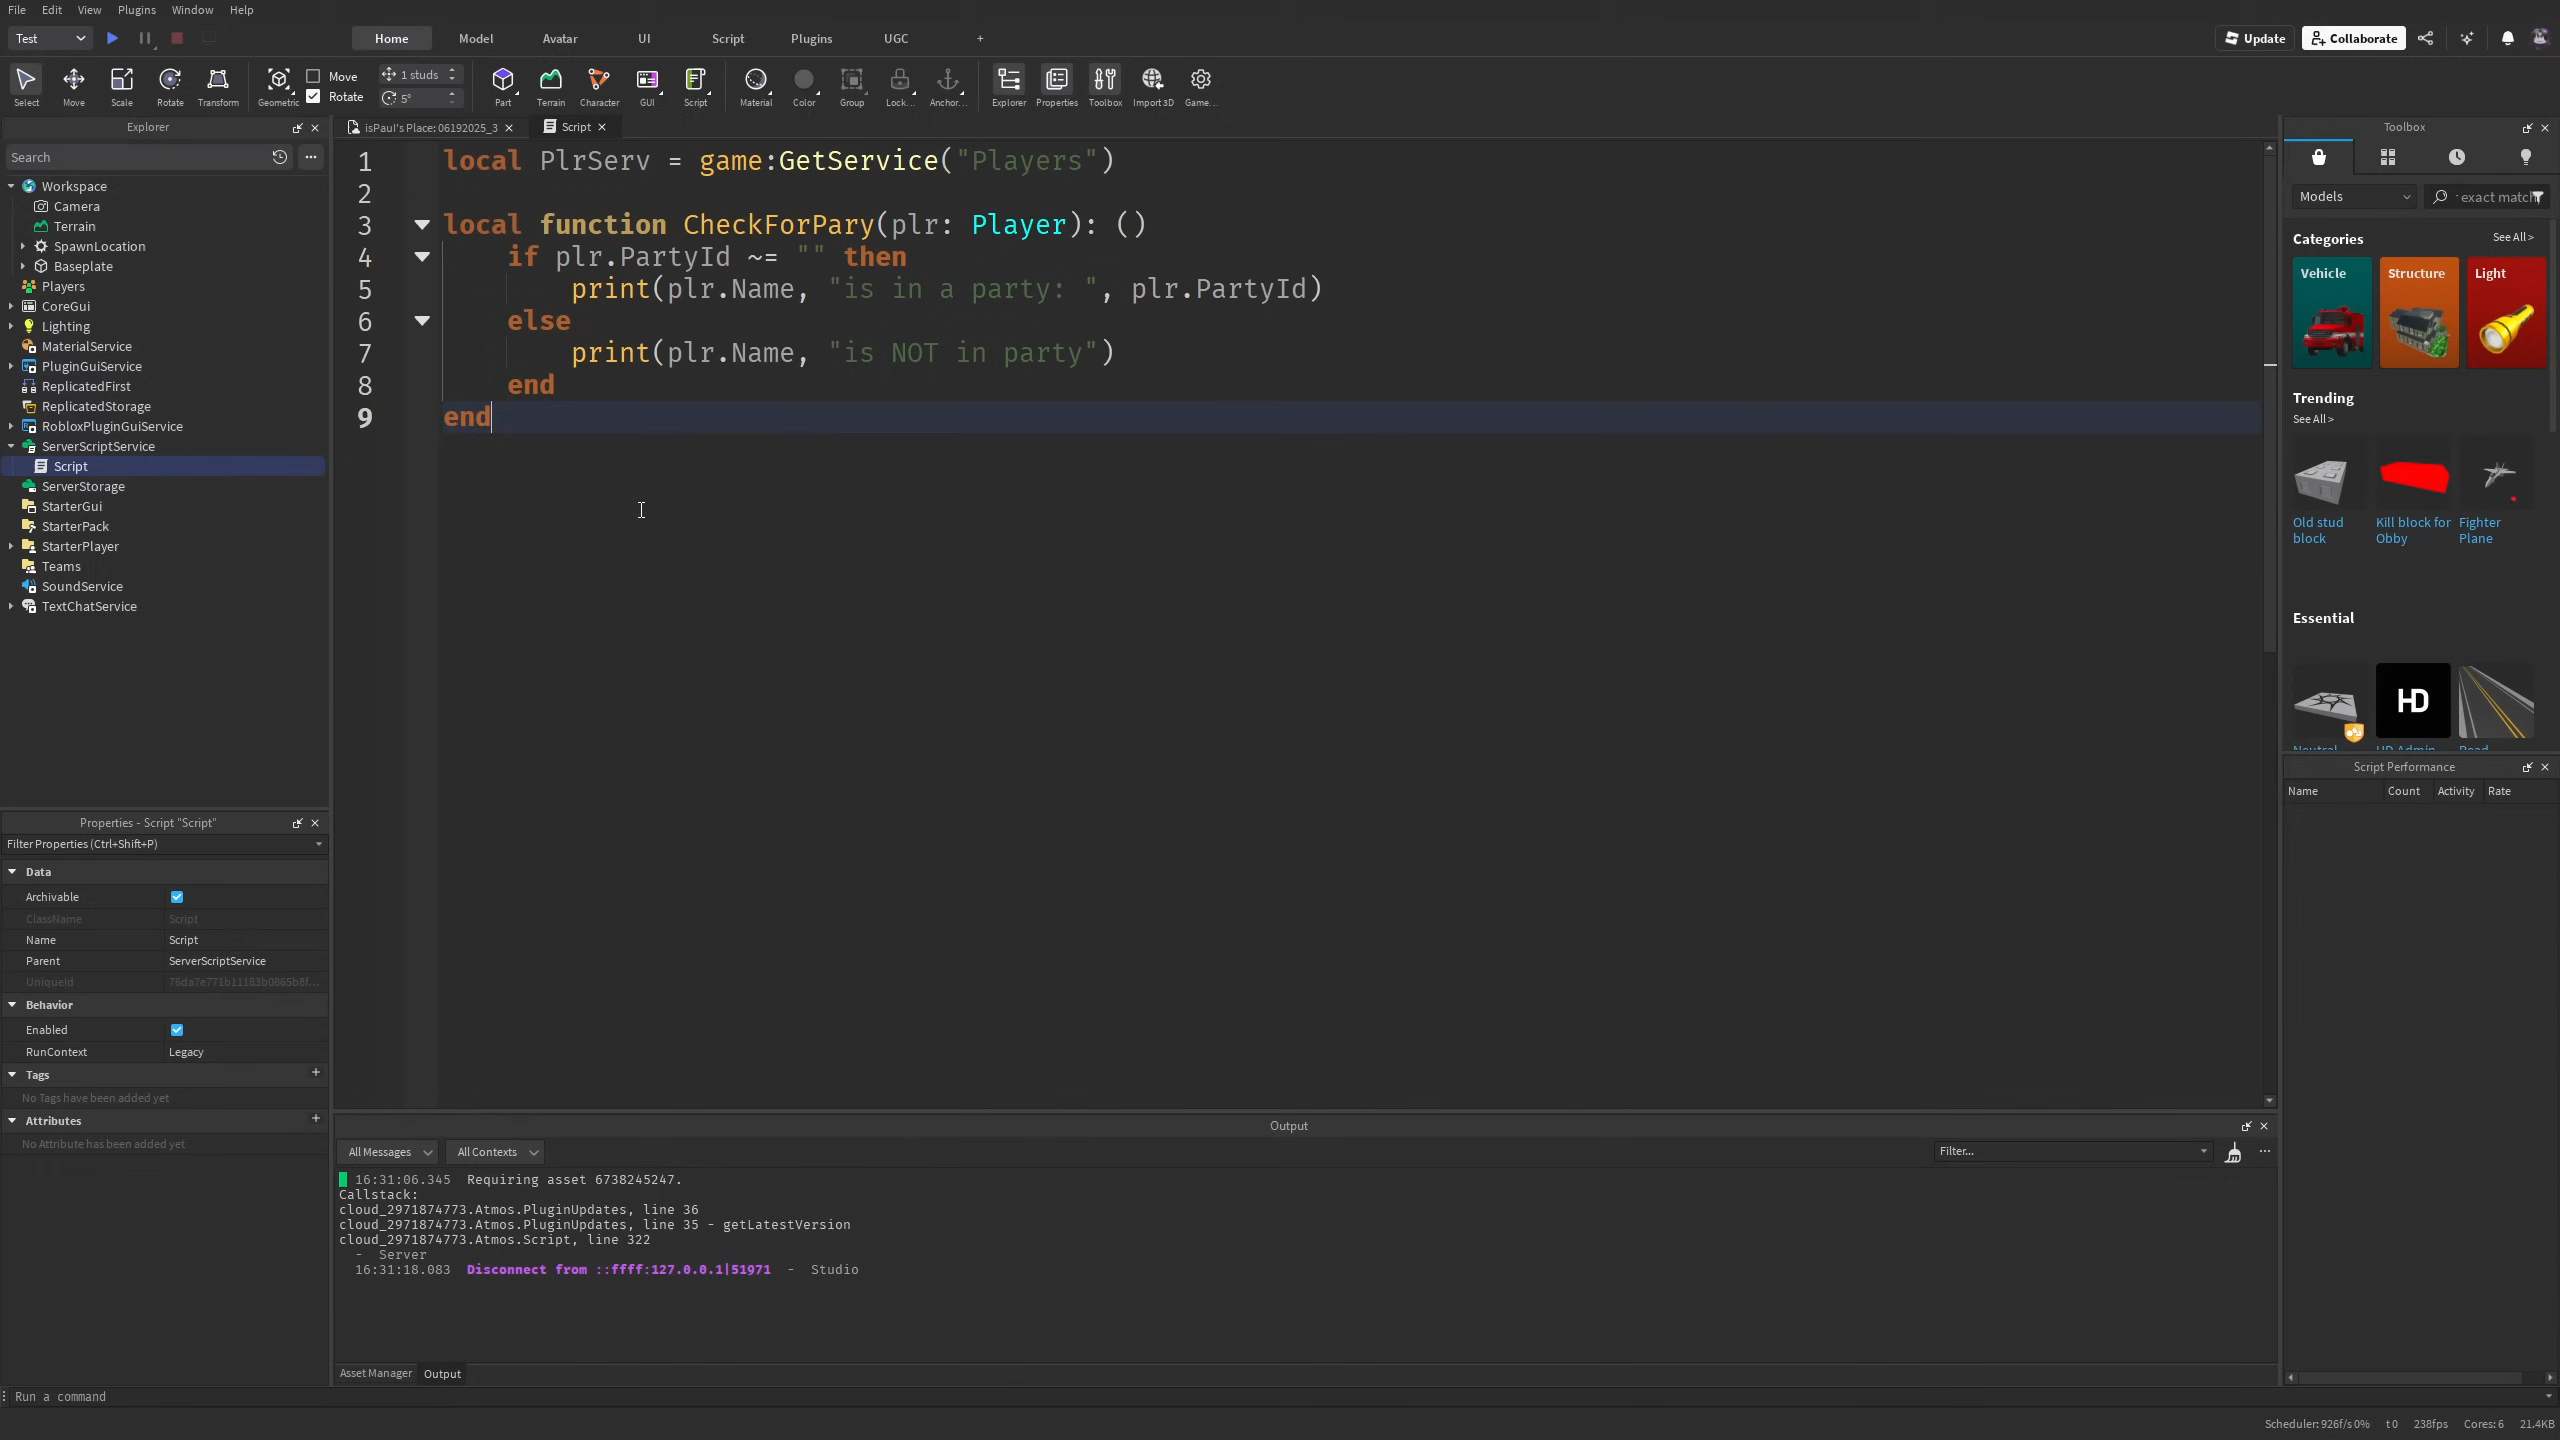 File Edit View Plugins Window Help
Test Home Model Avatar UI Script Plugins UGC + Update Collaborate
Select Move Scale Rotate Transform Geometric Move Rotate 1 studs 5° Part Terrain Character GUI Script Material Color Group Lock... Anchor... Explorer Properties Toolbox Import 3D Game...
Explorer
Search
Workspace
Camera
Terrain
SpawnLocation
Baseplate
Players
CoreGui
Lighting
MaterialService
PluginGuiService
ReplicatedFirst
ReplicatedStorage
RobloxPluginGuiService
ServerScriptService
Script
ServerStorage
StarterGui
StarterPack
StarterPlayer
Teams
SoundService
TextChatService
Properties - Script "Script"
Filter Properties (Ctrl+Shift+P)
Data
Archivable
ClassName Script
Name Script
Parent ServerScriptService
UniqueId 76da7e771b11183b0865b8f...
Behavior
Enabled
RunContext Legacy
Tags +
No Tags have been added yet
Attributes +
No Attribute has been added yet
isPaul's Place: 06192025_3 Script
1 local PlrServ = game:GetService("Players")
2
3 local function CheckForPary(plr: Player): ()
4 if plr.PartyId ~= "" then
5 print(plr.Name, "is in a party: ", plr.PartyId)
6 else
7 print(plr.Name, "is NOT in party")
8 end
9 end
Output
All Messages All Contexts Filter...
16:31:06.345 Requiring asset 6738245247.
Callstack:
cloud_2971874773.Atmos.PluginUpdates, line 36
cloud_2971874773.Atmos.PluginUpdates, line 35 - getLatestVersion
cloud_2971874773.Atmos.Script, line 322
- Server
16:31:18.083 Disconnect from ::ffff:127.0.0.1|51971 - Studio
Asset Manager Output
Run a command
Toolbox
Models exact match
Categories See All >
Vehicle Structure Light
Trending
See All >
Old stud block
Kill block for Obby
Fighter Plane
Essential
HD
Neutral HD Admin Road
Script Performance
Name Count Activity Rate
Scheduler: 926f/s 0% t 0 238fps Cores: 6 21.4KB